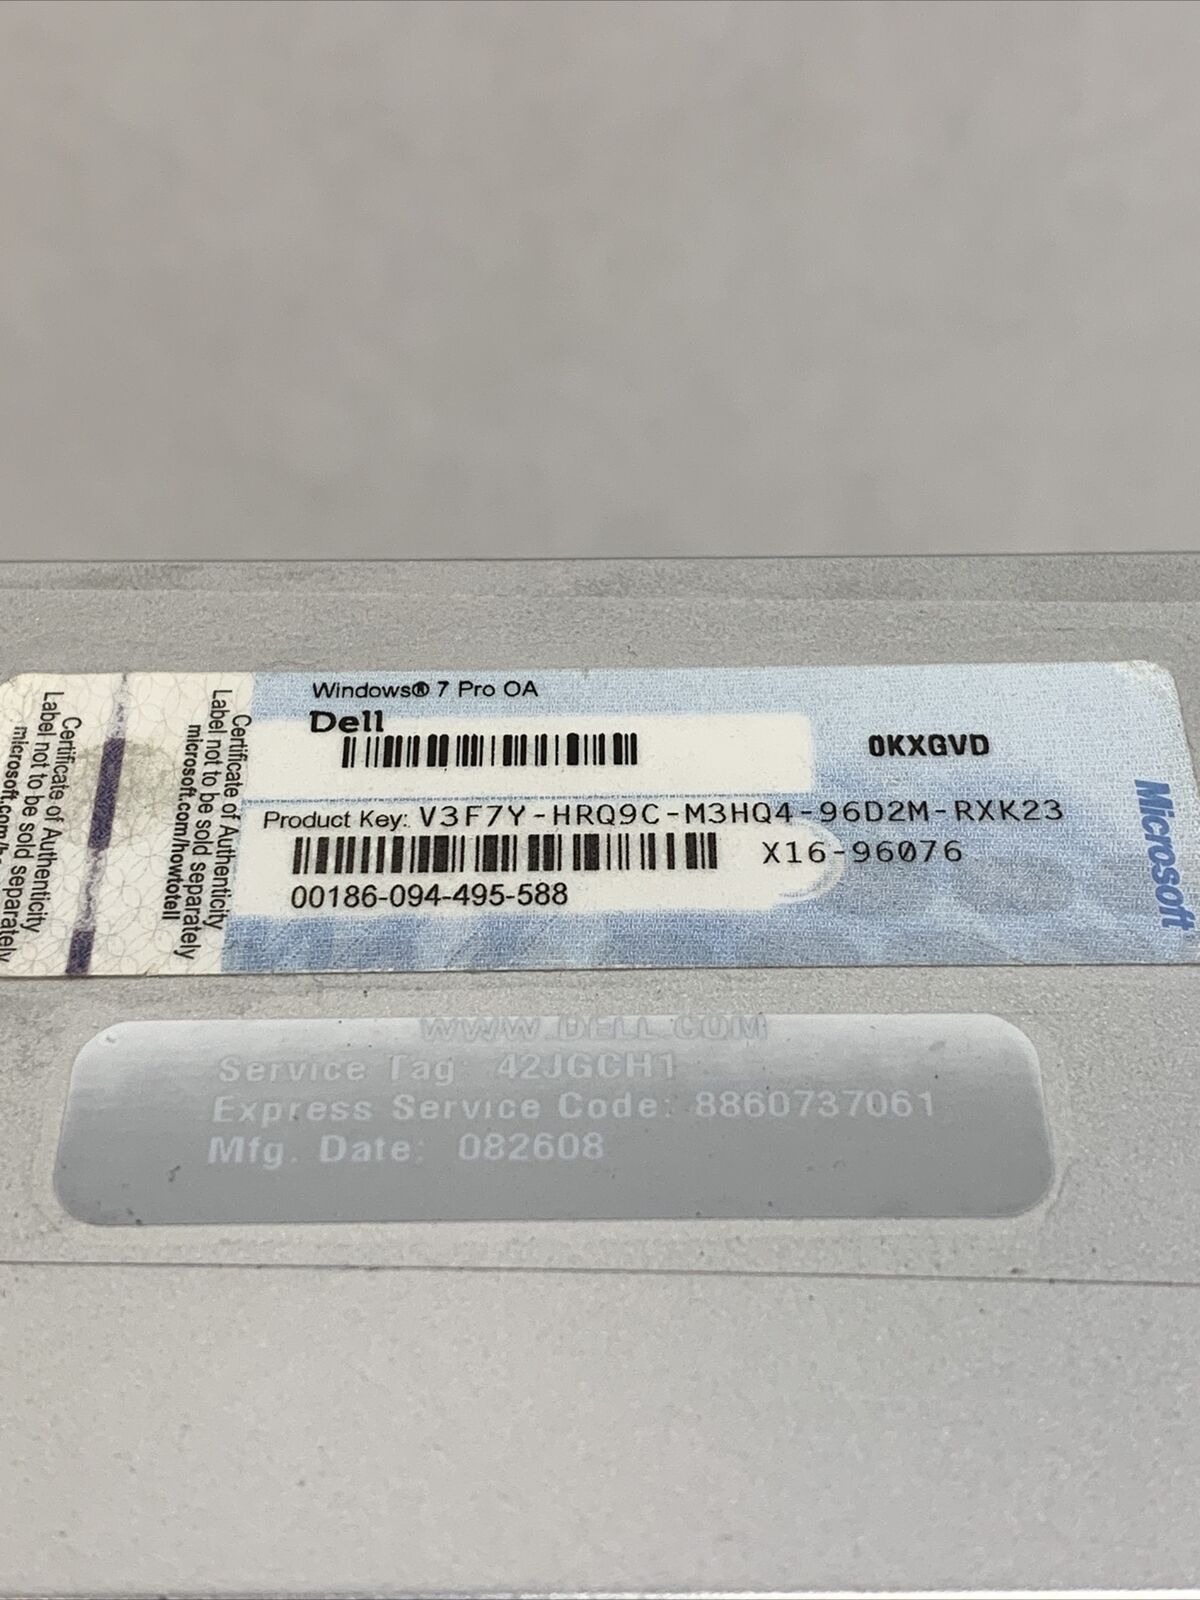 Windows® 7 Pro OA
Dell
0KXGVD
Product Key: V3F7Y-HRQ9C-M3HQ4-96D2M-RXK23
X16-96076
00186-094-495-588
Microsoft
Certificate of Authenticity
Label not to be sold separately
microsoft.com/howtotell
Certificate of Authenticity
Label not to be sold separately
WWW.DELL.COM
Service Tag: 42JGCH1
Express Service Code: 8860737061
Mfg. Date: 082608